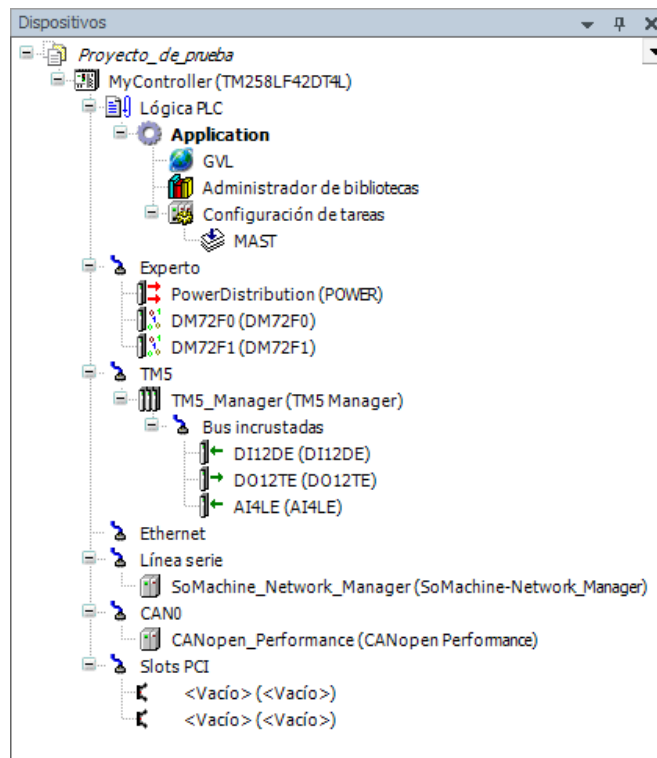 Dispositivos
Proyecto_de_prueba
MyController (TM258LF42DT4L)
Lógica PLC
Application
GVL
Administrador de bibliotecas
Configuración de tareas
MAST
Experto
PowerDistribution (POWER)
DM72F0 (DM72F0)
DM72F1 (DM72F1)
TM5
TM5_Manager (TM5 Manager)
Bus incrustadas
DI12DE (DI12DE)
DO12TE (DO12TE)
AI4LE (AI4LE)
Ethernet
Línea serie
SoMachine_Network_Manager (SoMachine-Network_Manager)
CAN0
CANopen_Performance (CANopen Performance)
Slots PCI
<Vacío> (<Vacío>)
<Vacío> (<Vacío>)